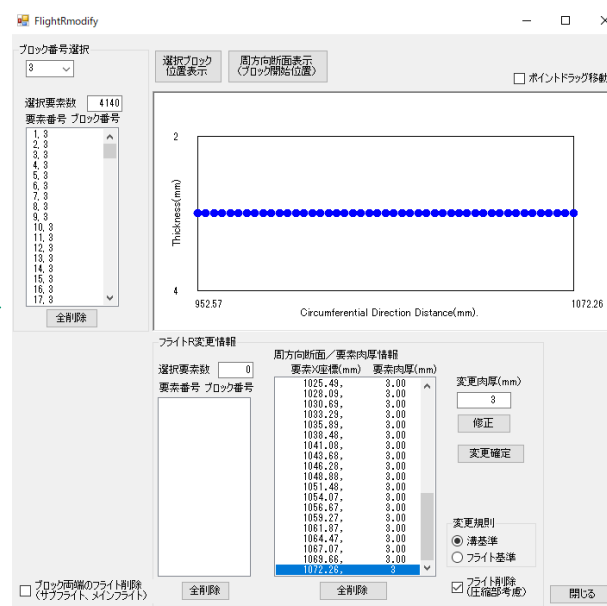 FlightRmodify
ブロック番号選択
3
選択ブロック
位置表示
周方向断面表示
(ブロック開始位置)
ポイントドラッグ移動
選択要素数 4140
要素番号 ブロック番号
1, 3
2, 3
3, 3
4, 3
5, 3
6, 3
7, 3
8, 3
9, 3
10, 3
11, 3
12, 3
13, 3
14, 3
15, 3
16, 3
17, 3
全削除
Thickness(mm)
2
4
952.57
Circumferential Direction Distance(mm).
1072.26
フライトR変更情報
選択要素数 0
要素番号 ブロック番号
全削除
周方向断面/要素肉厚情報
要素X座標(mm) 要素肉厚(mm)
1025.49, 3.00
1028.09, 3.00
1030.69, 3.00
1033.29, 3.00
1035.89, 3.00
1038.48, 3.00
1041.08, 3.00
1043.68, 3.00
1046.28, 3.00
1048.88, 3.00
1051.48, 3.00
1054.07, 3.00
1056.67, 3.00
1059.27, 3.00
1061.87, 3.00
1064.47, 3.00
1067.07, 3.00
1069.66, 3.00
1072.26, 3
全削除
変更肉厚(mm)
3
修正
変更確定
変更規則
溝基準
フライト基準
フライト削除
(圧縮部考慮)
ブロック両端のフライト削除
(サブフライト、メインフライト)
閉じる